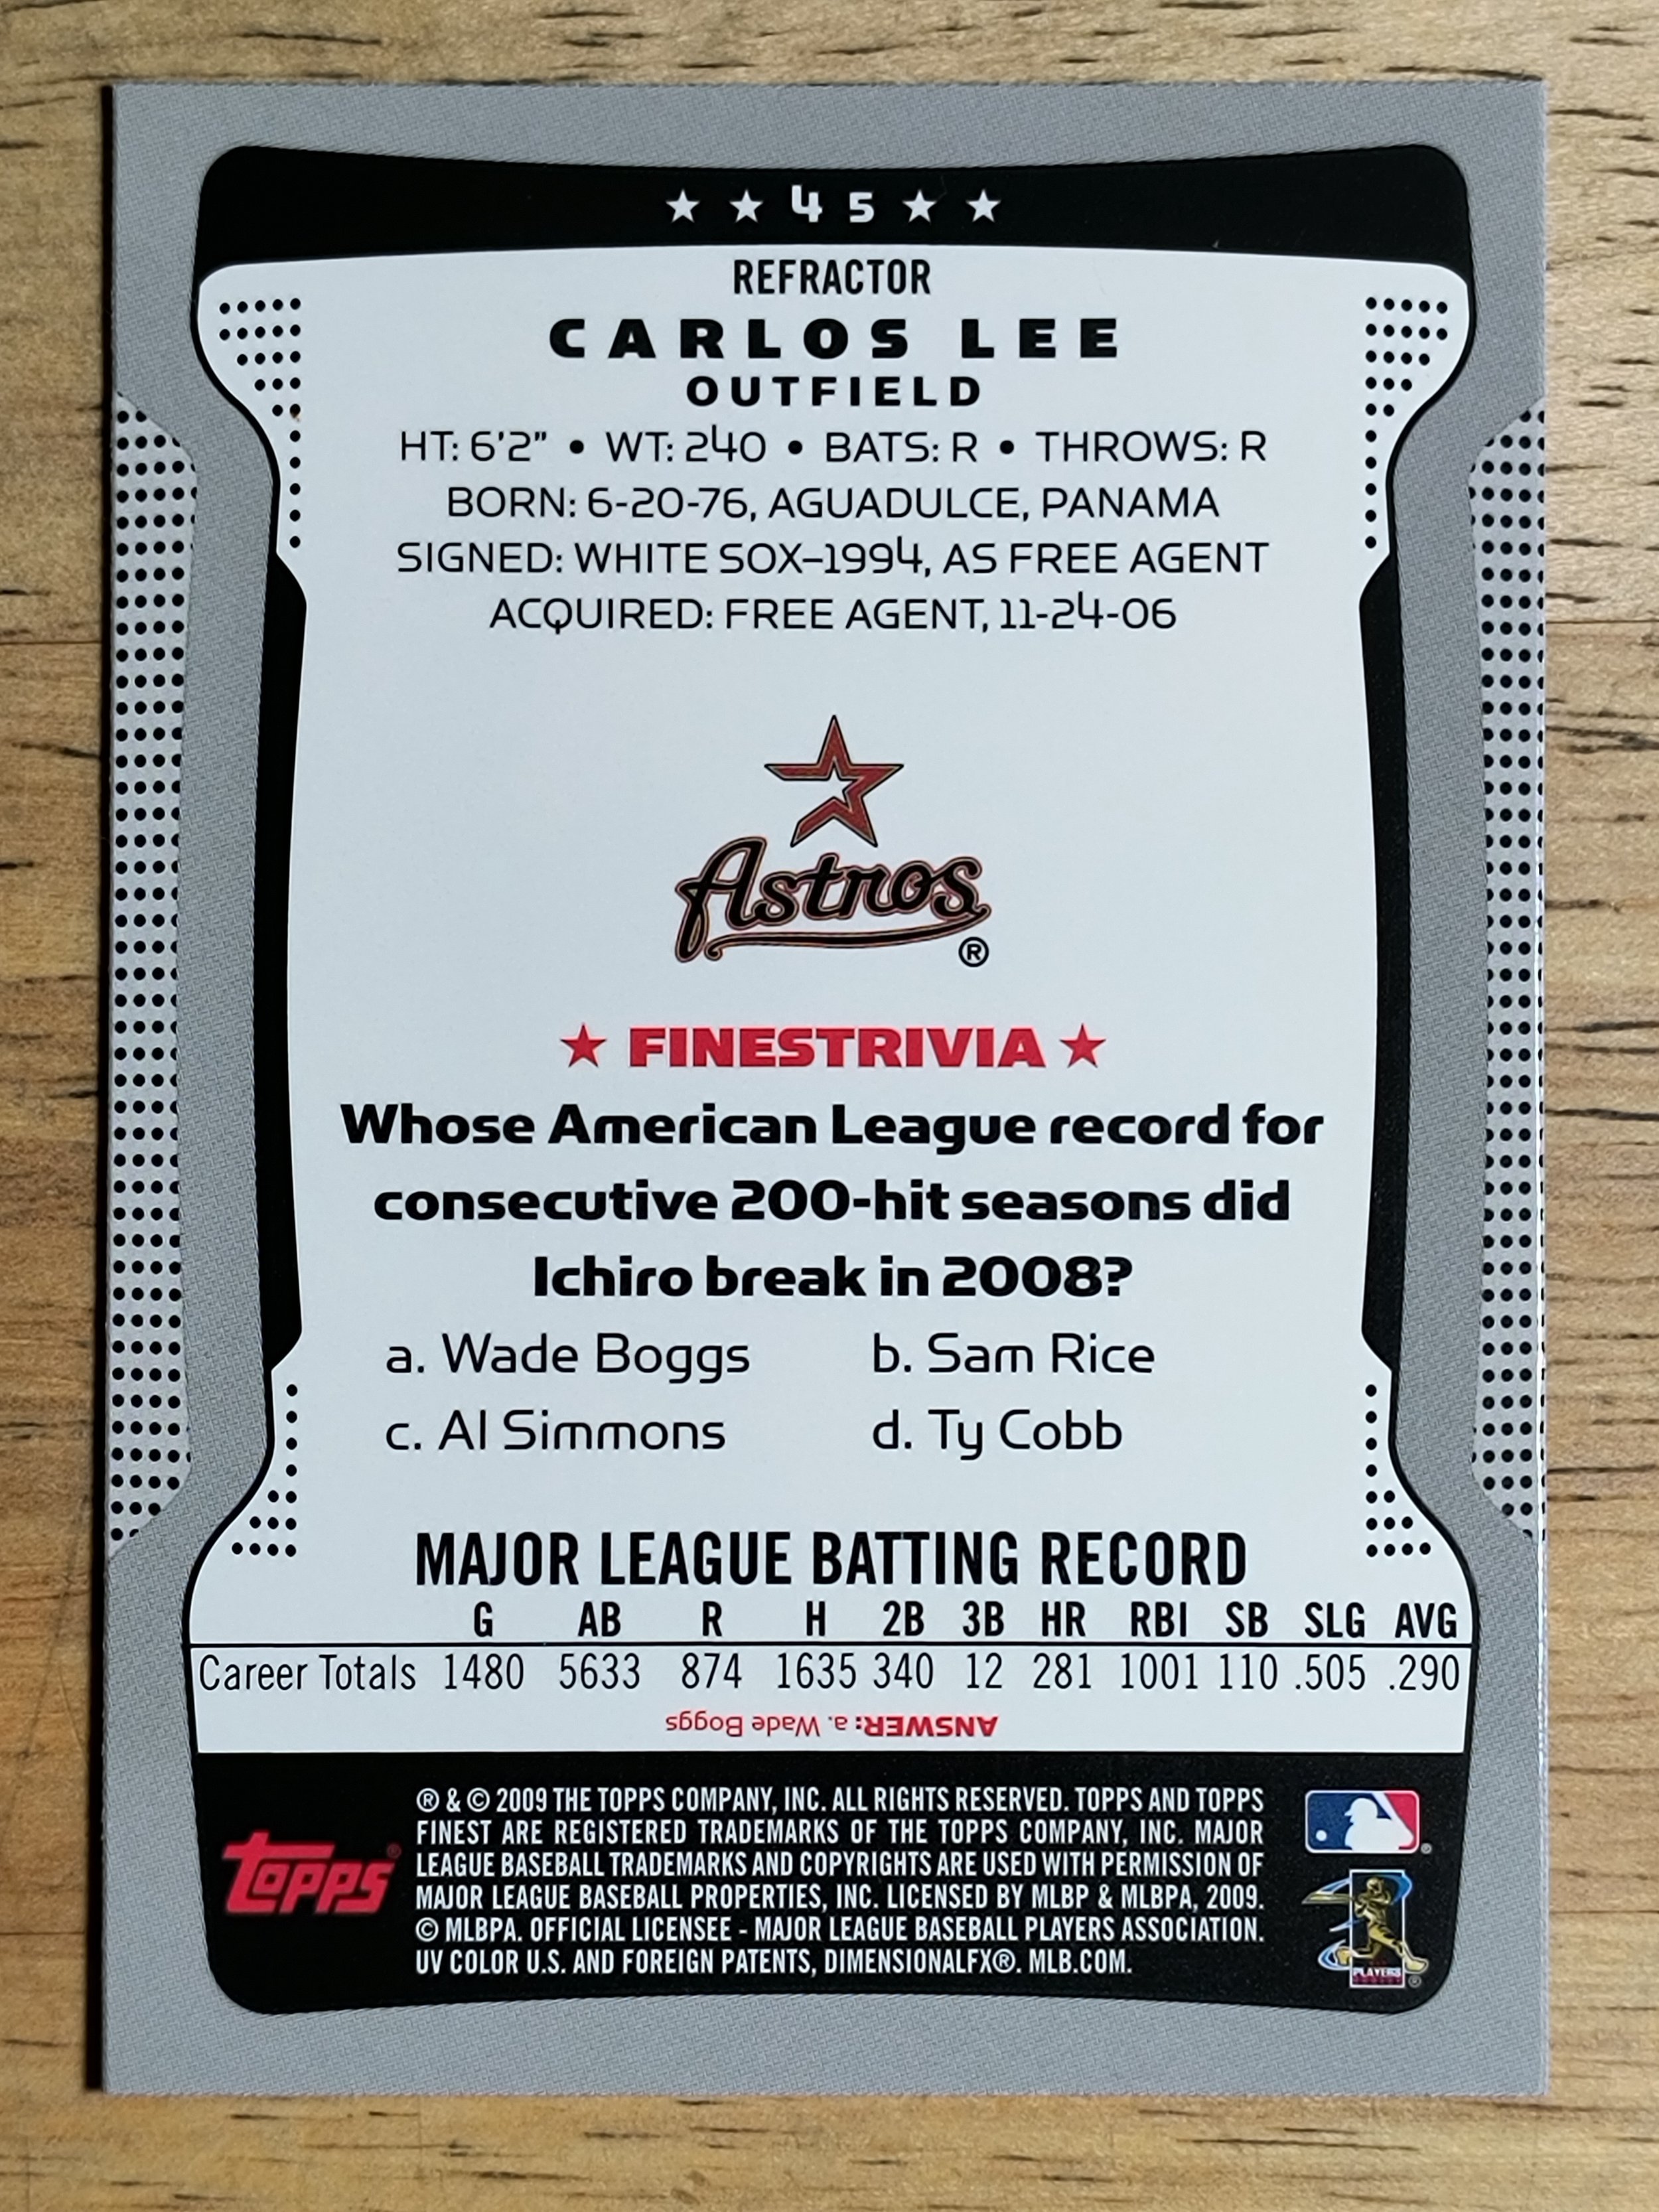 ★ ★ 45 ★ ★
REFRACTOR
CARLOS LEE
OUTFIELD
HT: 6'2" • WT: 240 • BATS: R • THROWS: R
BORN: 6-20-76, AGUADULCE, PANAMA
SIGNED: WHITE SOX–1994, AS FREE AGENT
ACQUIRED: FREE AGENT, 11-24-06
Astros ®
★ FINESTRIVIA ★
Whose American League record for
consecutive 200-hit seasons did
Ichiro break in 2008?
a. Wade Boggs b. Sam Rice
c. Al Simmons d. Ty Cobb
MAJOR LEAGUE BATTING RECORD
G AB R H 2B 3B HR RBI SB SLG AVG
Career Totals 1480 5633 874 1635 340 12 281 1001 110 .505 .290
ANSWER: a. Wade Boggs
topps®
® & © 2009 THE TOPPS COMPANY, INC. ALL RIGHTS RESERVED. TOPPS AND TOPPS
FINEST ARE REGISTERED TRADEMARKS OF THE TOPPS COMPANY, INC. MAJOR
LEAGUE BASEBALL TRADEMARKS AND COPYRIGHTS ARE USED WITH PERMISSION OF
MAJOR LEAGUE BASEBALL PROPERTIES, INC. LICENSED BY MLBP & MLBPA, 2009.
© MLBPA. OFFICIAL LICENSEE - MAJOR LEAGUE BASEBALL PLAYERS ASSOCIATION.
UV COLOR U.S. AND FOREIGN PATENTS, DIMENSIONALFX®. MLB.COM.
®
PLAYERS
®